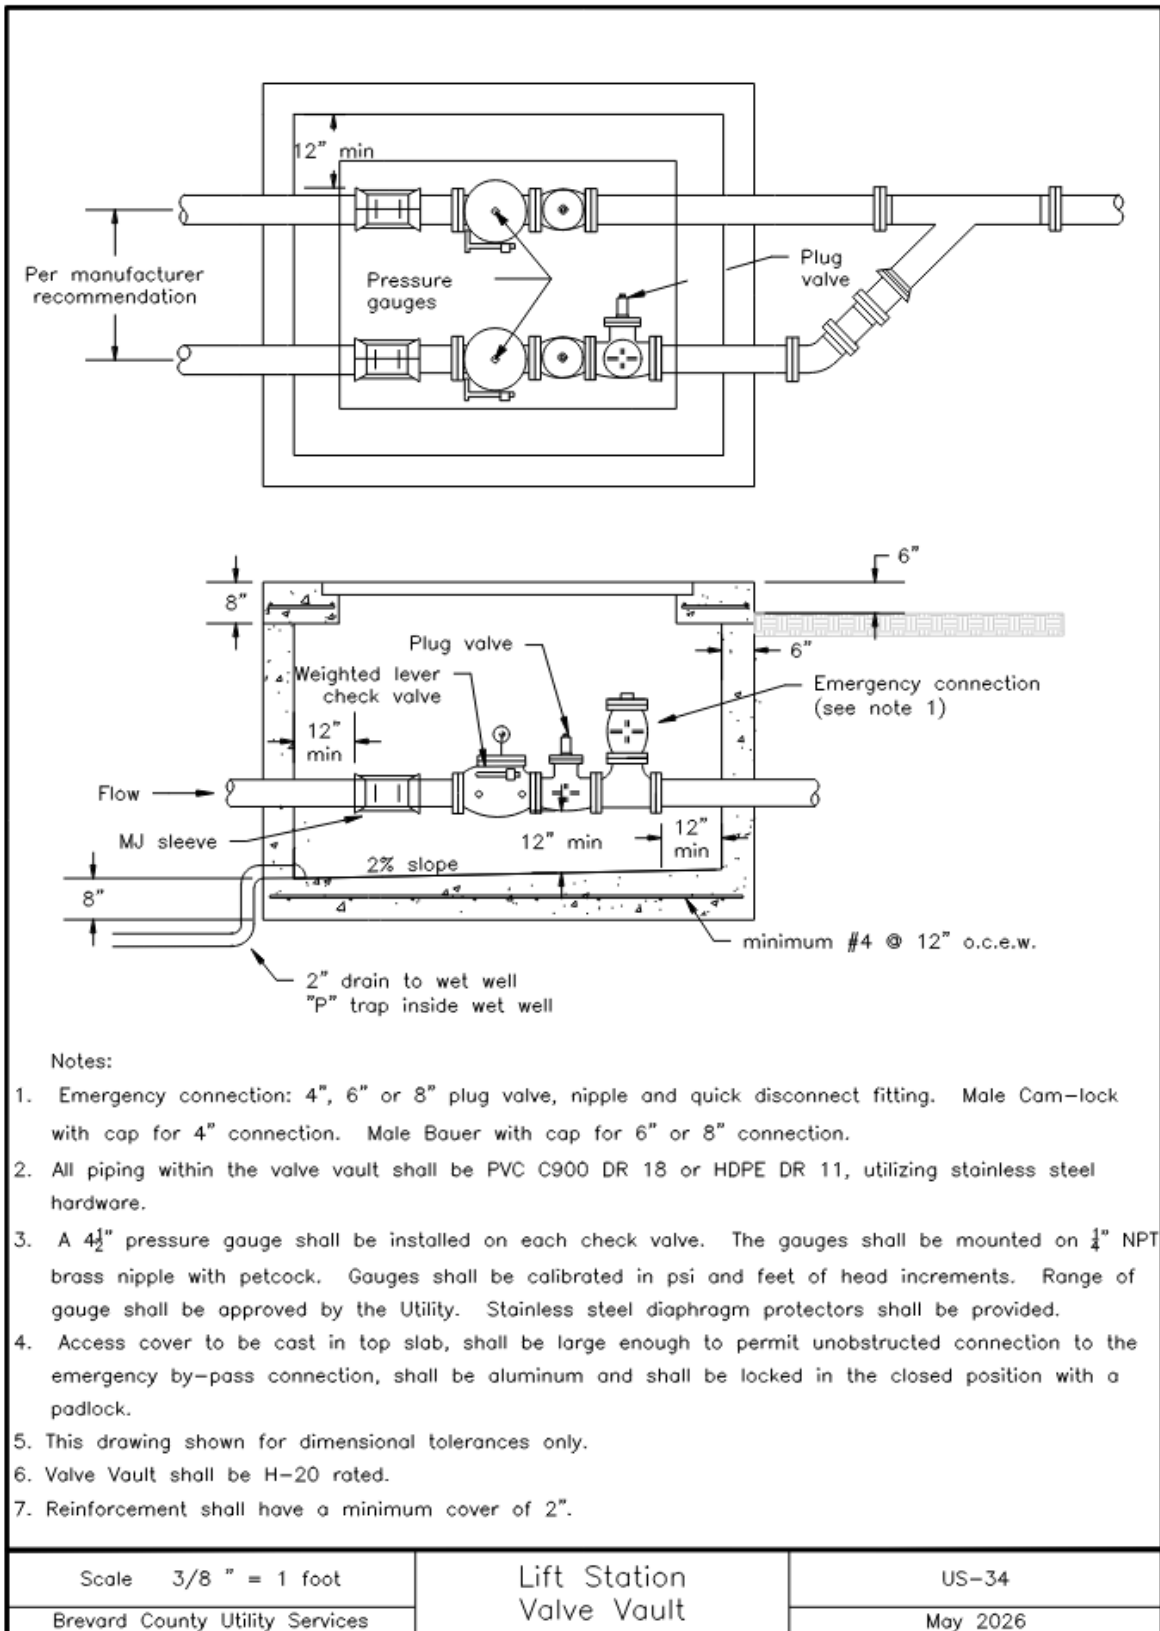 12" min
Per manufacturer
recommendation
Pressure
gauges
Plug
valve
6"
8"
Plug valve
6"
Weighted lever
check valve
Emergency connection
(see note 1)
12"
min
Flow
MJ sleeve
12" min
12"
min
2% slope
8"
minimum #4 @ 12" o.c.e.w.
2" drain to wet well
"P" trap inside wet well
Notes:
1. Emergency connection: 4", 6" or 8" plug valve, nipple and quick disconnect fitting. Male Cam-lock
with cap for 4" connection. Male Bauer with cap for 6" or 8" connection.
2. All piping within the valve vault shall be PVC C900 DR 18 or HDPE DR 11, utilizing stainless steel
hardware.
3. A 4½" pressure gauge shall be installed on each check valve. The gauges shall be mounted on ¼" NPT
brass nipple with petcock. Gauges shall be calibrated in psi and feet of head increments. Range of
gauge shall be approved by the Utility. Stainless steel diaphragm protectors shall be provided.
4. Access cover to be cast in top slab, shall be large enough to permit unobstructed connection to the
emergency by-pass connection, shall be aluminum and shall be locked in the closed position with a
padlock.
5. This drawing shown for dimensional tolerances only.
6. Valve Vault shall be H-20 rated.
7. Reinforcement shall have a minimum cover of 2".
Scale 3/8 " = 1 foot
Brevard County Utility Services
Lift Station
Valve Vault
US-34
May 2026